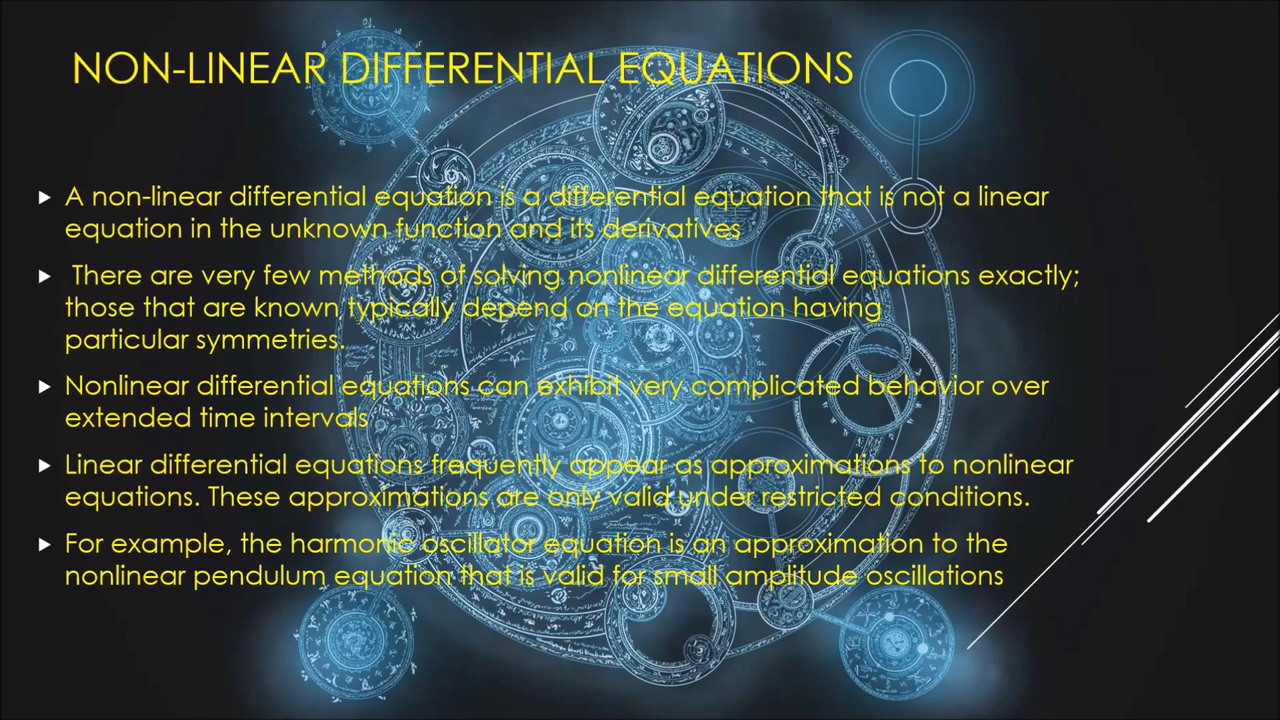 NON-LINEAR DIFFERENTIAL EQUATIONS
A non-linear differential equation is a differential equation that is not a linear
equation in the unknown function and its derivatives
There are very few methods of solving nonlinear differential equations exactly;
those that are known typically depend on the equation having
particular symmetries.
Nonlinear differential equations can exhibit very complicated behavior over
extended time intervals
Linear differential equations frequently appear as approximations to nonlinear
equations. These approximations are only valid under restricted conditions.
For example, the harmonic oscillator equation is an approximation to the
nonlinear pendulum equation that is valid for small amplitude oscillations